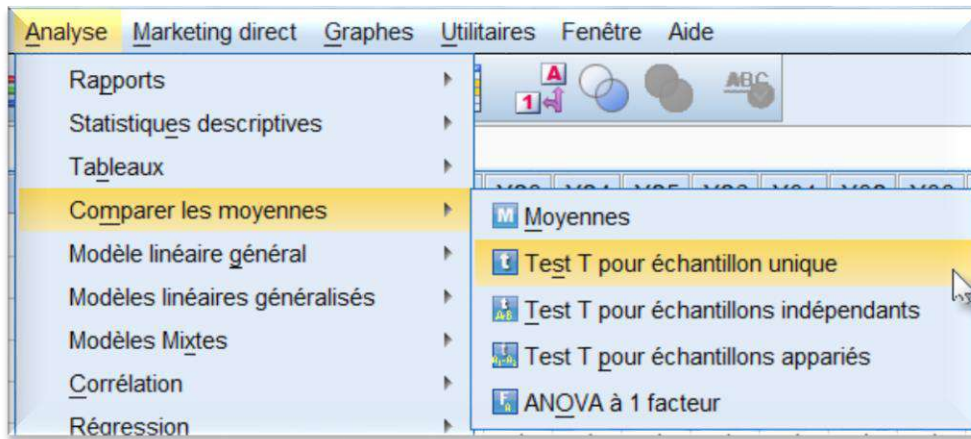 Analyse Marketing direct Graphes Utilitaires Fenêtre Aide
Rapports
A
1
ABC
Statistiques descriptives
Tableaux
Comparer les moyennes
M Moyennes
Modèle linéaire général
t Test T pour échantillon unique
Modèles linéaires généralisés
Test T pour échantillons indépendants
Modèles Mixtes
Test T pour échantillons appariés
Corrélation
ANOVA à 1 facteur
Régression